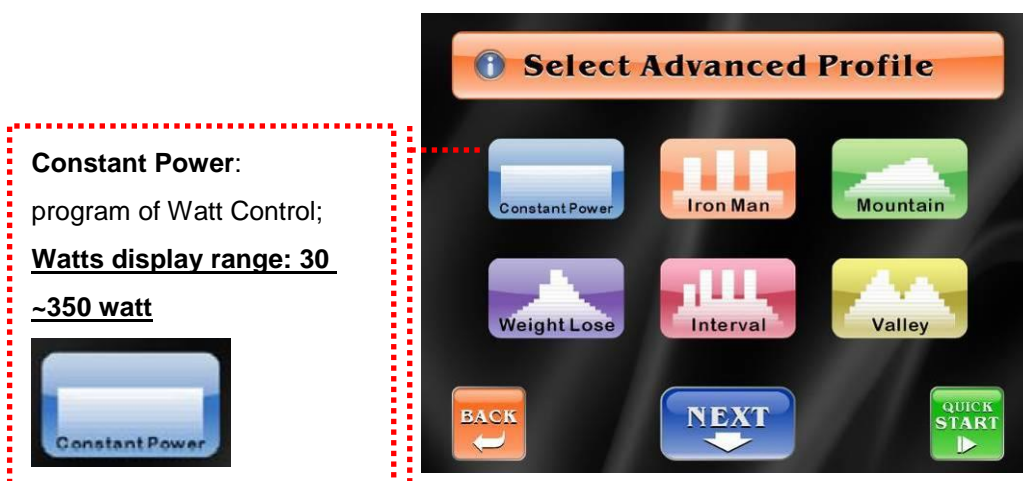 Constant Power:
program of Watt Control;
Watts display range: 30
~350 watt
Constant Power
Select Advanced Profile
Constant Power
Iron Man
Mountain
Weight Lose
Interval
Valley
BACK
NEXT
QUICK
START